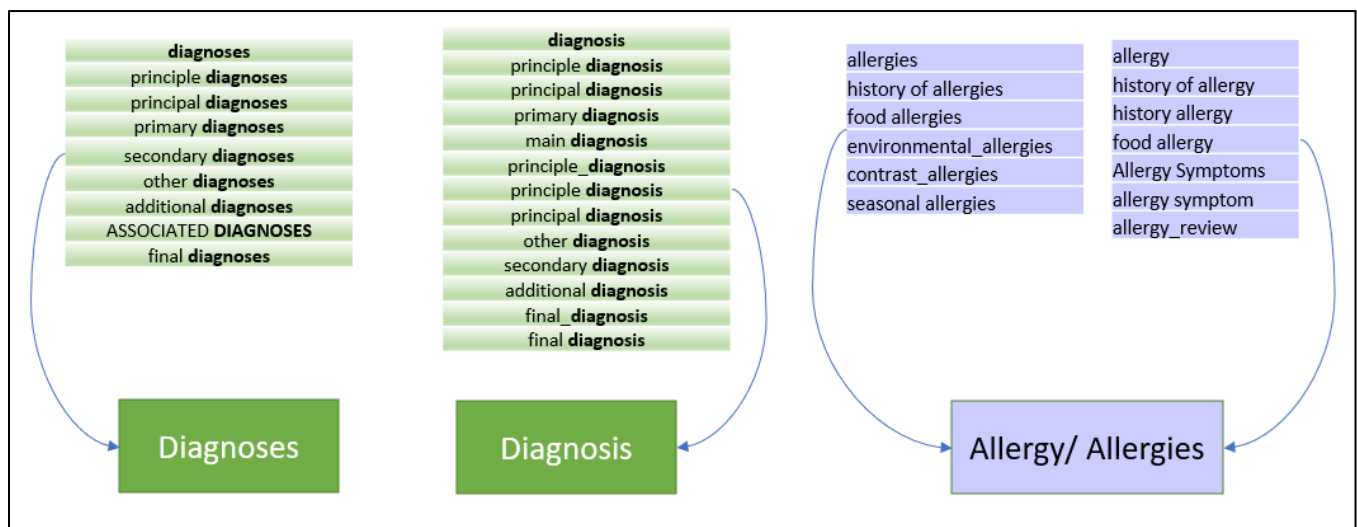 diagnoses
principle diagnoses
principal diagnoses
primary diagnoses
secondary diagnoses
other diagnoses
additional diagnoses
ASSOCIATED DIAGNOSES
final diagnoses
Diagnoses
diagnosis
principle diagnosis
principal diagnosis
primary diagnosis
main diagnosis
principle_diagnosis
principle diagnosis
principal diagnosis
other diagnosis
secondary diagnosis
additional diagnosis
final_diagnosis
final diagnosis
Diagnosis
allergies
history of allergies
food allergies
environmental_allergies
contrast_allergies
seasonal allergies
allergy
history of allergy
history allergy
food allergy
Allergy Symptoms
allergy symptom
allergy_review
Allergy/ Allergies